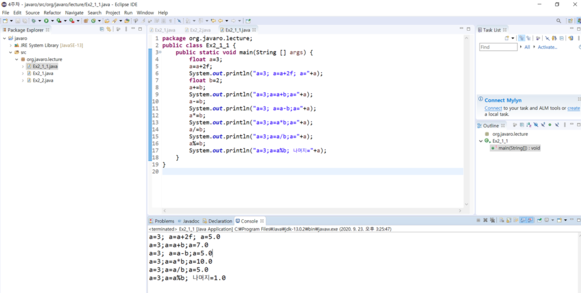 4주차 - javaro/src/org/javaro/lecture/Ex2_1_1.java - Eclipse IDE
File Edit Source Refactor Navigate Search Project Run Window Help
Package Explorer
javaro
JRE System Library [JavaSE-13]
src
org.javaro.lecture
Ex2_1_1.java
Ex2_1.java
Ex2_2.java
Ex2_1.java Ex2_2.java Ex2_1_1.java
1 package org.javaro.lecture;
2 public class Ex2_1_1 {
3 public static void main(String [] args) {
4 float a=3;
5 a=a+2f;
6 System.out.println("a=3; a=a+2f; a="+a);
7 float b=2;
8 a+=b;
9 System.out.println("a=3;a=a+b;a="+a);
10 a-=b;
11 System.out.println("a=3; a=a-b;a="+a);
12 a*=b;
13 System.out.println("a=3;a=a*b;a="+a);
14 a/=b;
15 System.out.println("a=3;a=a/b;a="+a);
16 a%=b;
17 System.out.println("a=3;a=a%b; 나머지="+a);
18 }
19 }
20
Task List
Find All Activate...
Connect Mylyn
Connect to your task and ALM tools or create
a local task.
Outline
org.javaro.lecture
Ex2_1_1
main(String[]) : void
Problems Javadoc Declaration Console
<terminated> Ex2_1_1 [Java Application] C:\Program Files\Java\jdk-13.0.2\bin\javaw.exe (2020. 9. 23. 오후 3:25:47)
a=3; a=a+2f; a=5.0
a=3;a=a+b;a=7.0
a=3; a=a-b;a=5.0
a=3;a=a*b;a=10.0
a=3;a=a/b;a=5.0
a=3;a=a%b; 나머지=1.0